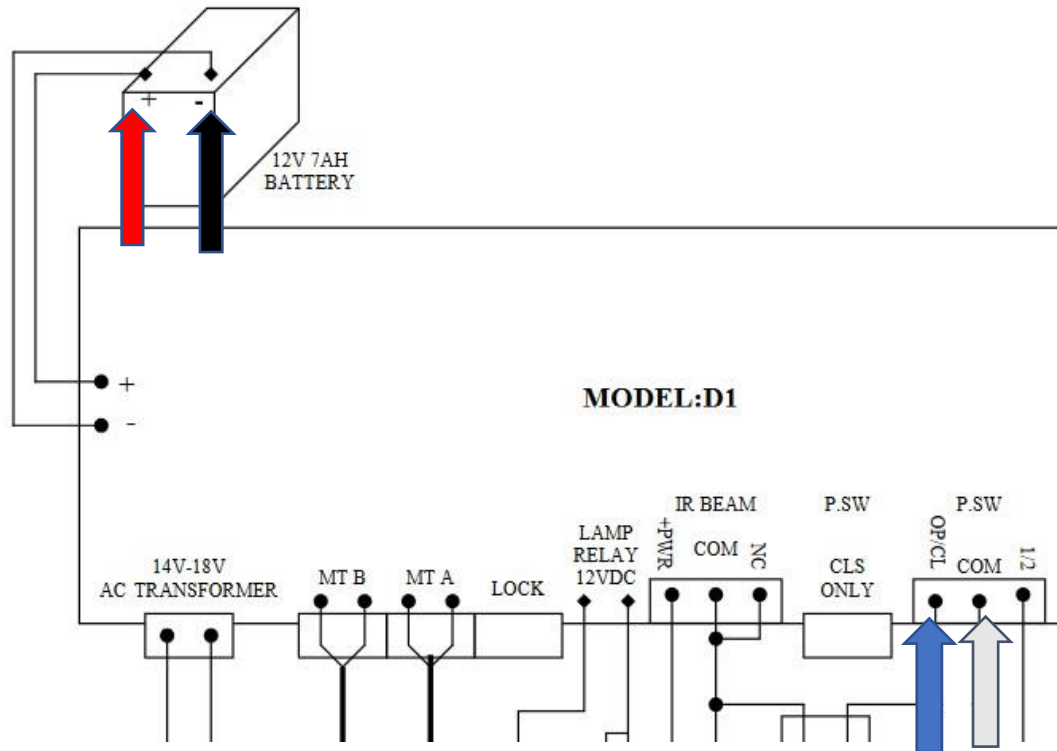 + -
12V 7AH
BATTERY
+
-
MODEL:D1
14V-18V
AC TRANSFORMER
MT B
MT A
LOCK
LAMP
RELAY
12VDC
IR BEAM
+PWR
COM
NC
P.SW
CLS
ONLY
P.SW
OP/CL
COM
1/2